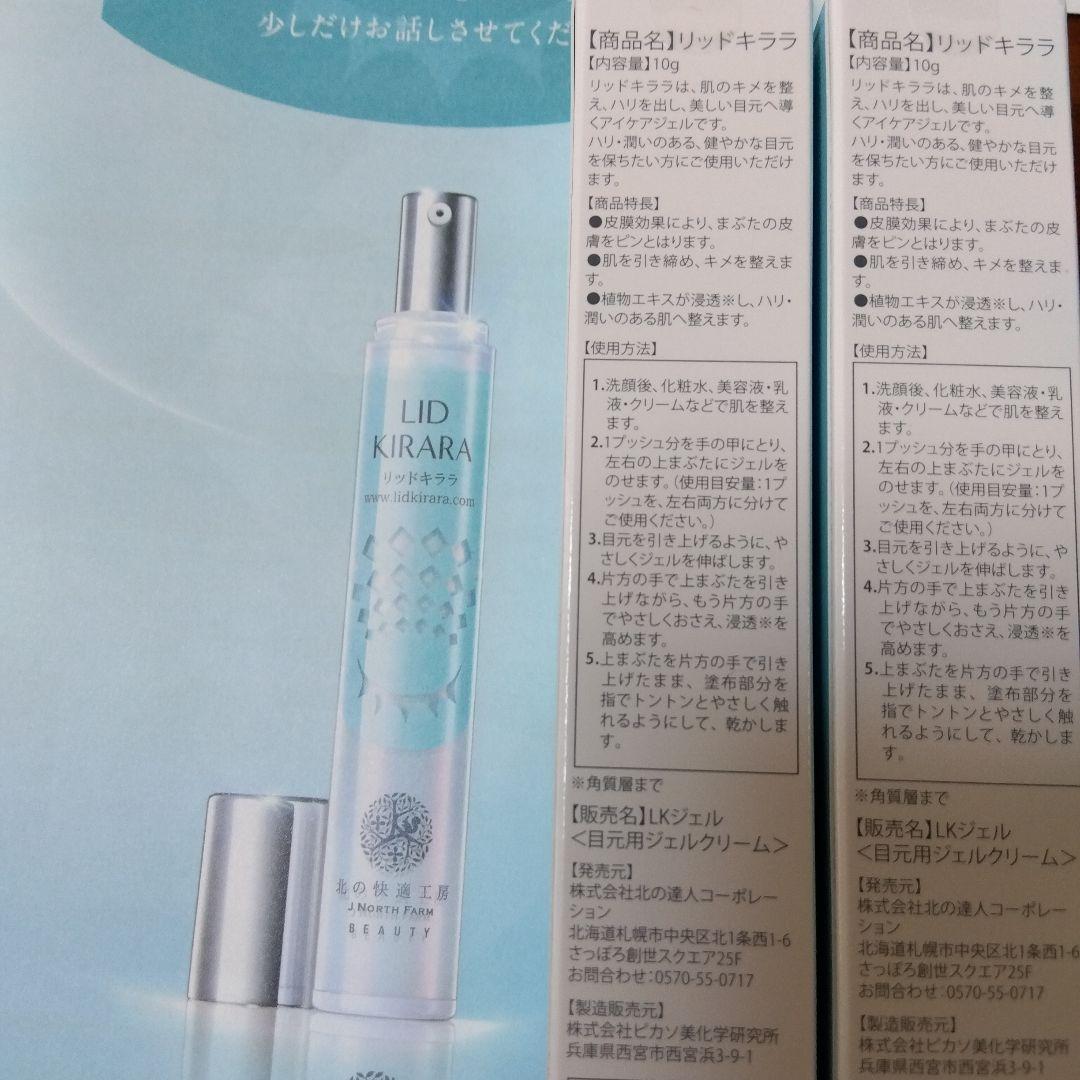 少しだけお話しさせてくだ
LID
KIRARA
リッドキララ
www.lidkirara.com
北の快適工房
J.NORTH FARM
BEAUTY
【商品名】リッドキララ
【内容量】10g
リッドキララは、肌のキメを整
え、ハリを出し、美しい目元へ導
くアイケアジェルです。
ハリ・潤いのある、健やかな目元
を保ちたい方にご使用いただけ
ます。
【商品特長】
●皮膜効果により、まぶたの皮
膚をピンとはります。
●肌を引き締め、キメを整えま
す。
●植物エキスが浸透※し、ハリ・
潤いのある肌へ整えます。
【使用方法】
1.洗顔後、化粧水、美容液・乳
液・クリームなどで肌を整え
ます。
2.1プッシュ分を手の甲にとり、
左右の上まぶたにジェルを
のせます。(使用目安量：1プ
ッシュを、左右両方に分けて
ご使用ください。)
3.目元を引き上げるように、や
さしくジェルを伸ばします。
4.片方の手で上まぶたを引き
上げながら、もう片方の手
でやさしくおさえ、浸透※を
高めます。
5.上まぶたを片方の手で引き
上げたまま、塗布部分を
指でトントンとやさしく触
れるようにして、乾かしま
す。
※角質層まで
【販売名】LKジェル
＜目元用ジェルクリーム＞
【発売元】
株式会社北の達人コーポレー
ション
北海道札幌市中央区北1条西1-6
さっぽろ創世スクエア25F
お問合わせ：0570-55-0717
【製造販売元】
株式会社ピカソ美化学研究所
兵庫県西宮市西宮浜3-9-1
【商品名】リッドキララ
【内容量】10g
リッドキララは、肌のキメを整
え、ハリを出し、美しい目元へ導
くアイケアジェルです。
ハリ・潤いのある、健やかな目元
を保ちたい方にご使用いただけ
ます。
【商品特長】
●皮膜効果により、まぶたの皮
膚をピンとはります。
●肌を引き締め、キメを整えま
す。
●植物エキスが浸透※し、ハリ・
潤いのある肌へ整えます。
【使用方法】
1.洗顔後、化粧水、美容液・乳
液・クリームなどで肌を整え
ます。
2.1プッシュ分を手の甲にとり、
左右の上まぶたにジェルを
のせます。(使用目安量：1プ
ッシュを、左右両方に分けて
ご使用ください。)
3.目元を引き上げるように、や
さしくジェルを伸ばします。
4.片方の手で上まぶたを引き
上げながら、もう片方の手
でやさしくおさえ、浸透※を
高めます。
5.上まぶたを片方の手で引き
上げたまま、塗布部分を
指でトントンとやさしく触
れるようにして、乾かしま
す。
※角質層まで
【販売名】LKジェル
＜目元用ジェルクリーム＞
【発売元】
株式会社北の達人コーポレー
ション
北海道札幌市中央区北1条西1-6
さっぽろ創世スクエア25F
お問合わせ：0570-55-0717
【製造販売元】
株式会社ピカソ美化学研究所
兵庫県西宮市西宮浜3-9-1